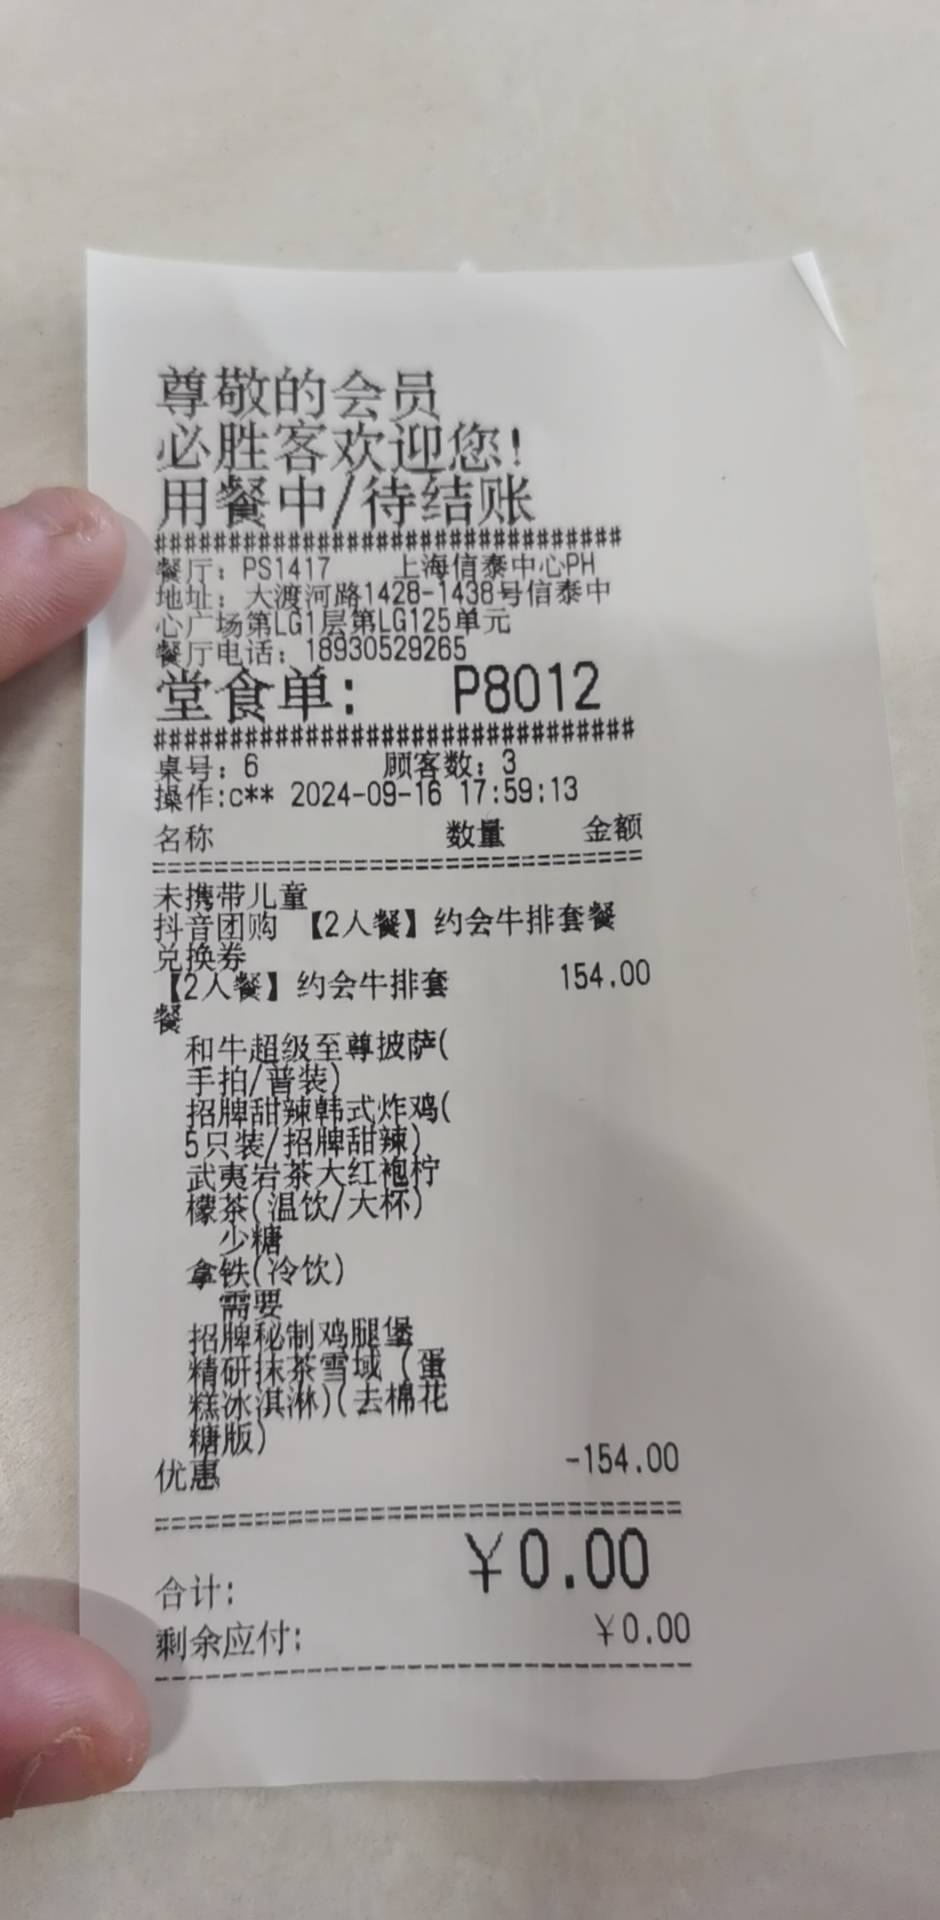 尊敬的会员
必胜客欢迎您!
用餐中/待结账
################################
餐厅: PS1417 上海信泰中心PH
地址: 大渡河路1428-1438号信泰中
心广场第LG1层第LG125单元
餐厅电话: 18930529265
堂食单: P8012
################################
桌号: 6 顾客数: 3
操作:c** 2024-09-16 17:59:13
名称 数量 金额
================================
未携带儿童
抖音团购 【2人餐】约会牛排套餐
兑换券
【2人餐】约会牛排套 154.00
餐
和牛超级至尊披萨(
手拍/普装)
招牌甜辣韩式炸鸡(
5只装/招牌甜辣)
武夷岩茶大红袍柠
檬茶(温饮/大杯)
少糖
拿铁(冷饮)
需要
招牌秘制鸡腿堡
精研抹茶雪域（蛋
糕冰淇淋)(去棉花
糖版)
优惠 -154.00
================================
合计: ￥0.00
剩余应付: ￥0.00
--------------------------------